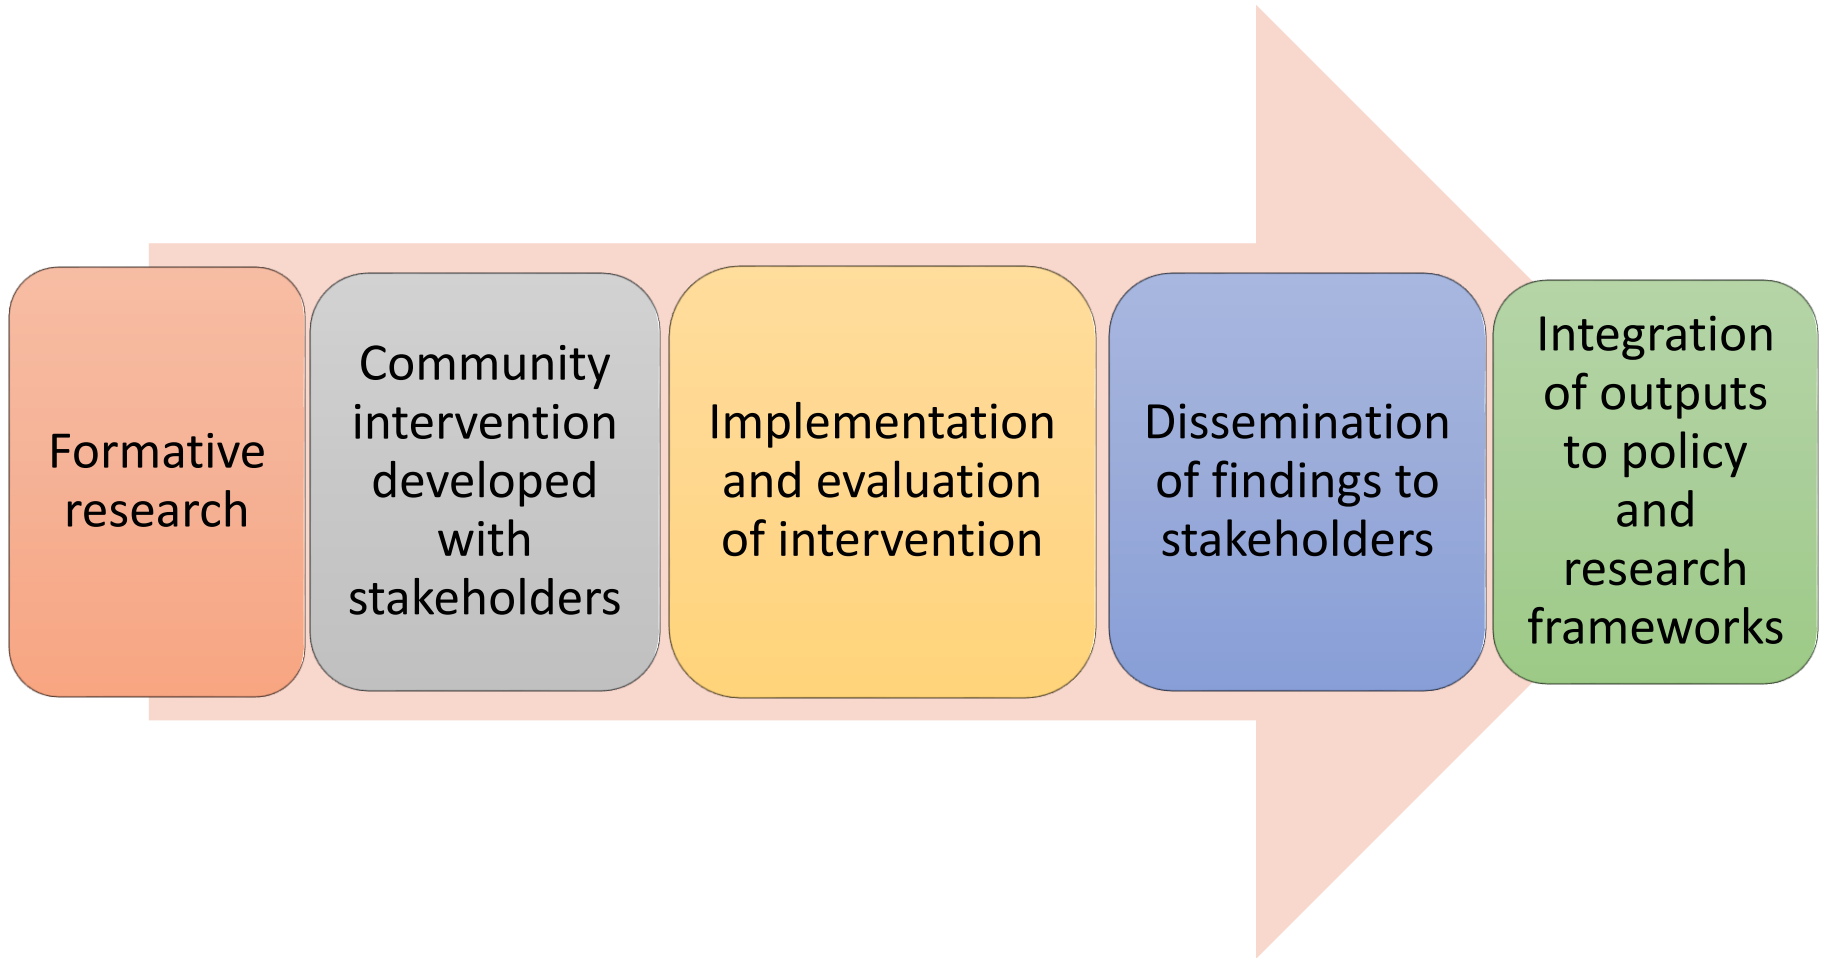 Formative
research
Community
intervention
developed
with
stakeholders
Implementation
and evaluation
of intervention
Dissemination
of findings to
stakeholders
Integration
of outputs
to policy
and
research
frameworks